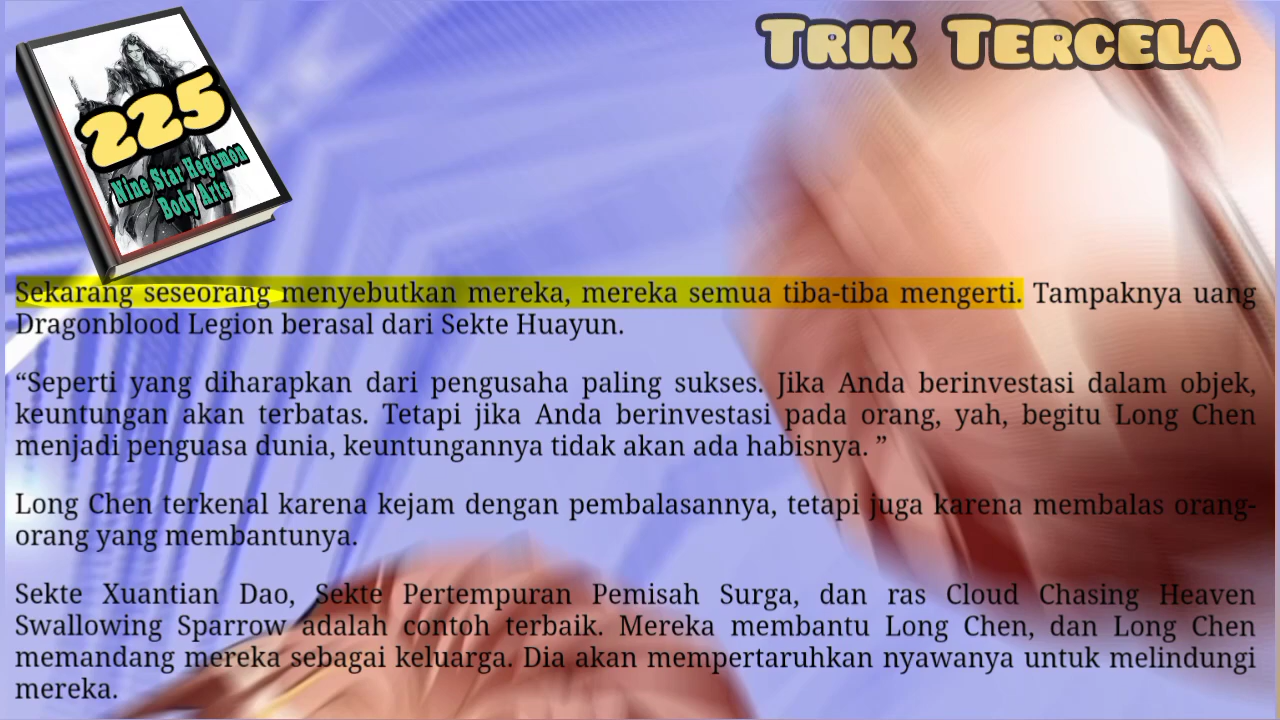 Trik Tercela
225
Nine Star Hegemon
Body Arts
Sekarang seseorang menyebutkan mereka, mereka semua tiba-tiba mengerti. Tampaknya uang
Dragonblood Legion berasal dari Sekte Huayun.
“Seperti yang diharapkan dari pengusaha paling sukses. Jika Anda berinvestasi dalam objek,
keuntungan akan terbatas. Tetapi jika Anda berinvestasi pada orang, yah, begitu Long Chen
menjadi penguasa dunia, keuntungannya tidak akan ada habisnya. ”
Long Chen terkenal karena kejam dengan pembalasannya, tetapi juga karena membalas orang-
orang yang membantunya.
Sekte Xuantian Dao, Sekte Pertempuran Pemisah Surga, dan ras Cloud Chasing Heaven
Swallowing Sparrow adalah contoh terbaik. Mereka membantu Long Chen, dan Long Chen
memandang mereka sebagai keluarga. Dia akan mempertaruhkan nyawanya untuk melindungi
mereka.